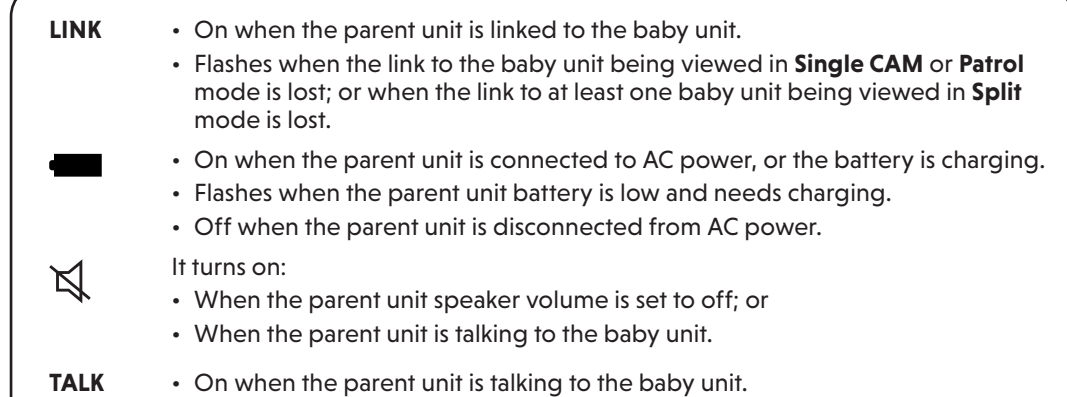 LINK • On when the parent unit is linked to the baby unit.
• Flashes when the link to the baby unit being viewed in Single CAM or Patrol
mode is lost; or when the link to at least one baby unit being viewed in Split
mode is lost.
• On when the parent unit is connected to AC power, or the battery is charging.
• Flashes when the parent unit battery is low and needs charging.
• Off when the parent unit is disconnected from AC power.
It turns on:
• When the parent unit speaker volume is set to off; or
• When the parent unit is talking to the baby unit.
TALK • On when the parent unit is talking to the baby unit.